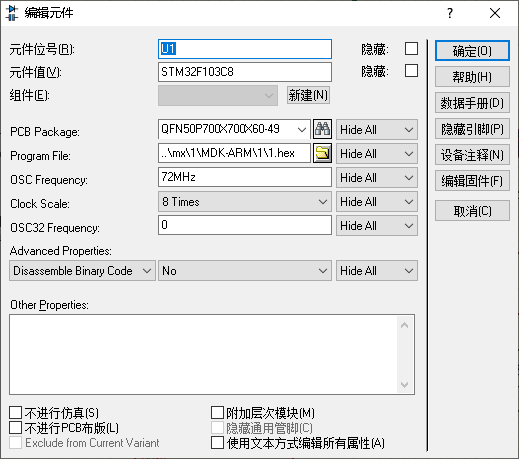 编辑元件
元件位号(R): U1 隐藏: 确定(O)
元件值(V): STM32F103C8 隐藏: 帮助(H)
组件(E): 新建(N) 数据手册(D)
PCB Package: QFN50P700X700X60-49 Hide All 隐藏引脚(P)
Program File: ..\mx\1\MDK-ARM\1\1.hex Hide All 设备注释(N)
OSC Frequency: 72MHz Hide All 编辑固件(F)
Clock Scale: 8 Times Hide All 取消(C)
OSC32 Frequency: 0 Hide All
Advanced Properties:
Disassemble Binary Code No Hide All
Other Properties:
不进行仿真(S) 附加层次模块(M)
不进行PCB布版(L) 隐藏通用管脚(C)
Exclude from Current Variant 使用文本方式编辑所有属性(A)